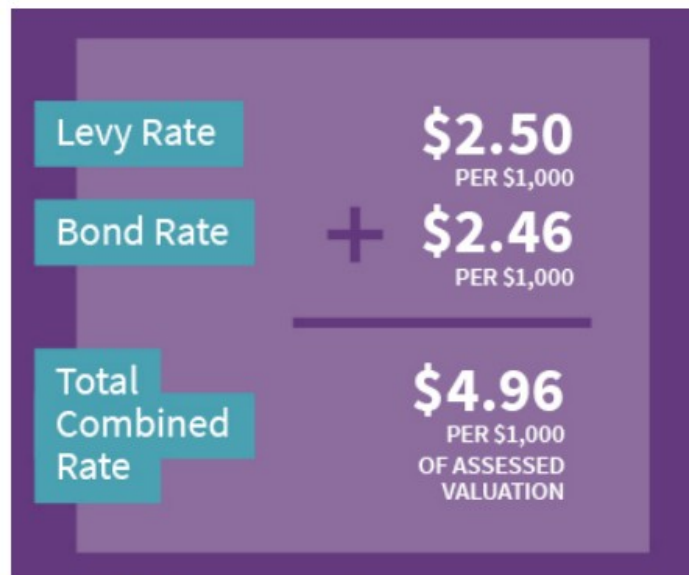 Levy Rate
$2.50
PER $1,000
Bond Rate
+ $2.46
PER $1,000
Total
Combined
Rate
$4.96
PER $1,000
OF ASSESSED
VALUATION